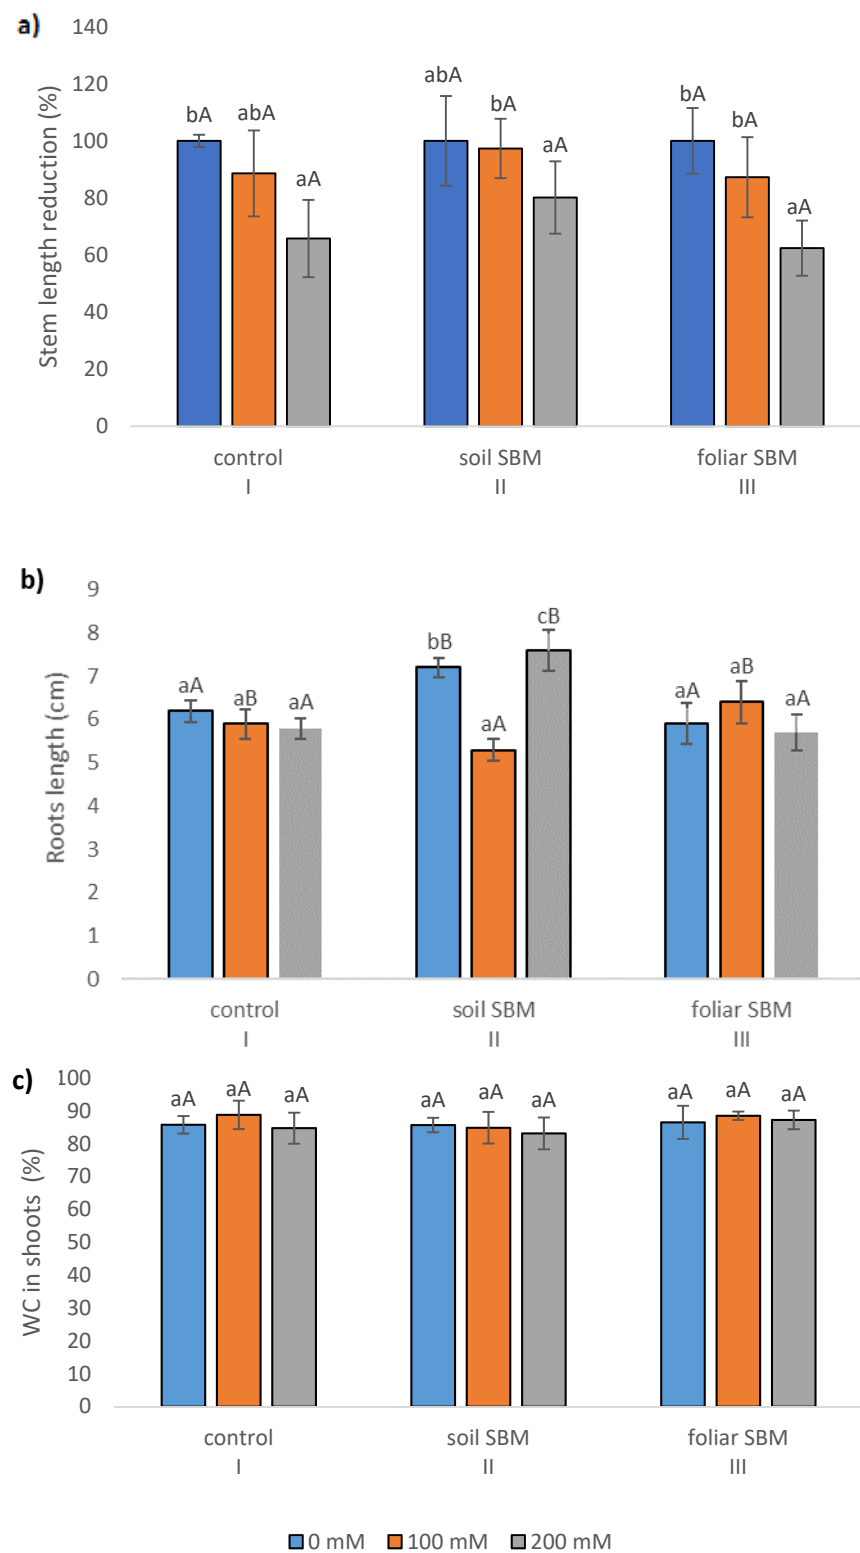 a)
140
120
100
80
60
40
20
0
Stem length reduction (%)
bA abA aA abA bA aA bA bA aA
control soil SBM foliar SBM
I II III
b)
9
8
7
6
5
4
3
2
1
0
Roots length (cm)
aA aB aA bB aA cB aA aB aA
control soil SBM foliar SBM
I II III
c)
100
90
80
70
60
50
40
30
20
10
0
WC in shoots (%)
aA aA aA aA aA aA aA aA aA
control soil SBM foliar SBM
I II III
0 mM 100 mM 200 mM